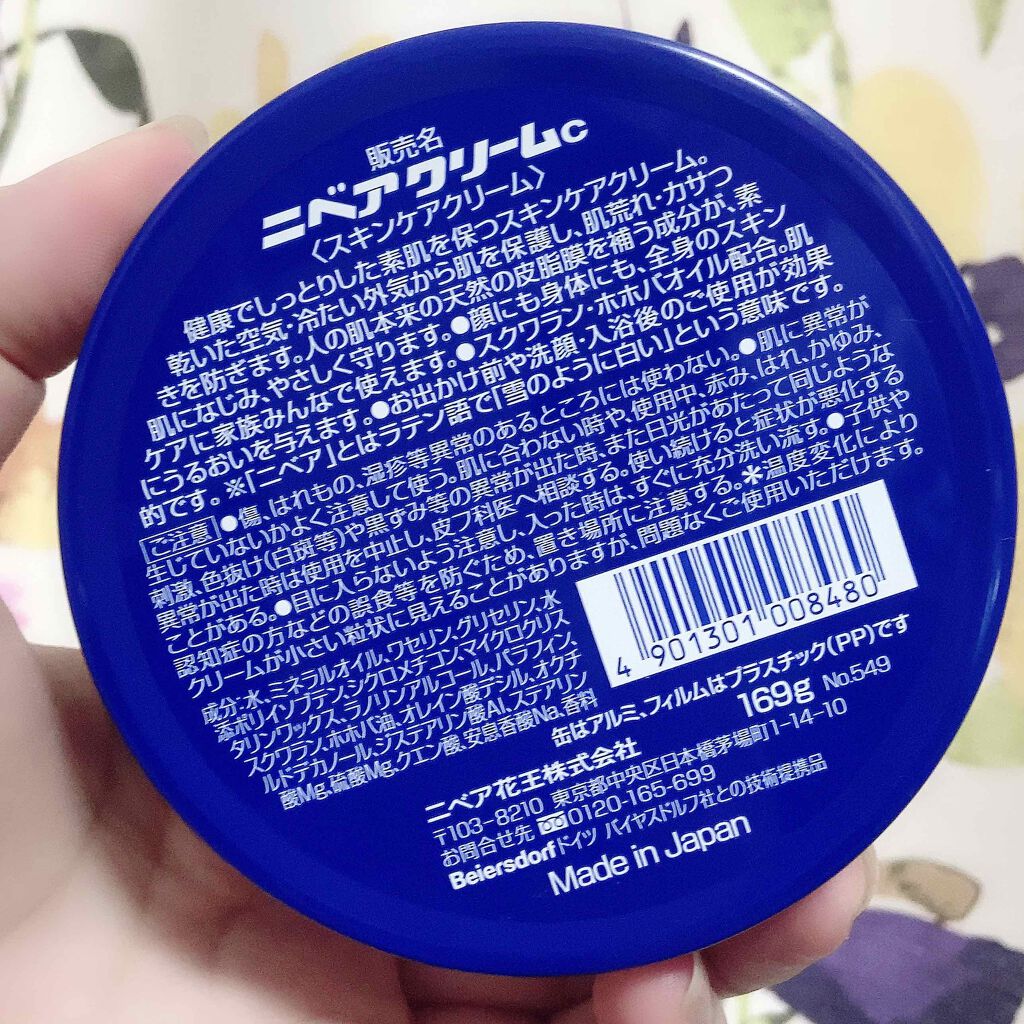 販売名
ニベアクリームC
〈スキンケアクリーム〉
健康でしっとりした素肌を保つスキンケアクリーム。
乾いた空気・冷たい外気から肌を保護し、肌荒れ・カサつ
きを防ぎます。人の肌本来の天然の皮脂膜を補う成分が、素
肌になじみ、やさしく守ります。●顔にも身体にも、全身のスキン
ケアに家族みんなで使えます。●スクワラン・ホホバオイル配合。肌
にうるおいを与えます。●お出かけ前や洗顔・入浴後のご使用が効果
的です。※「ニベア」とはラテン語で「雪のように白い」という意味です。
ご注意 ●傷、はれもの、湿疹等異常のあるところには使わない。●肌に異常が
生じていないかよく注意して使う。肌に合わない時や、使用中、赤み、はれ、かゆみ、
刺激、色抜け(白斑等)や黒ずみ等の異常が出た時、また日光があたって同じような
異常が出た時は使用を中止し、皮フ科医へ相談する。使い続けると症状が悪化する
ことがある。●目に入らないよう注意し、入った時は、すぐに充分洗い流す。●子供や
認知症の方などの誤食等を防ぐため、置き場所に注意する。＊温度変化により
クリームが小さい粒状に見えることがありますが、問題なくご使用いただけます。
成分:水、ミネラルオイル、ワセリン、グリセリン、水
添ポリイソブテン、シクロメチコン、マイクロクリス
タリンワックス、ラノリンアルコール、パラフィン、
スクワラン、ホホバ油、オレイン酸デシル、オクチ
ルドデカノール、ジステアリン酸Al、ステアリン
酸Mg、硫酸Mg、クエン酸、安息香酸Na、香料
4 901301 008480
缶はアルミ、フィルムはプラスチック(PP)です
169g No.549
ニベア花王株式会社
〒103-8210 東京都中央区日本橋茅場町1-14-10
お問合せ先 0120-165-699
Beiersdorfドイツ バイヤスドルフ社との技術提携品
Made in Japan